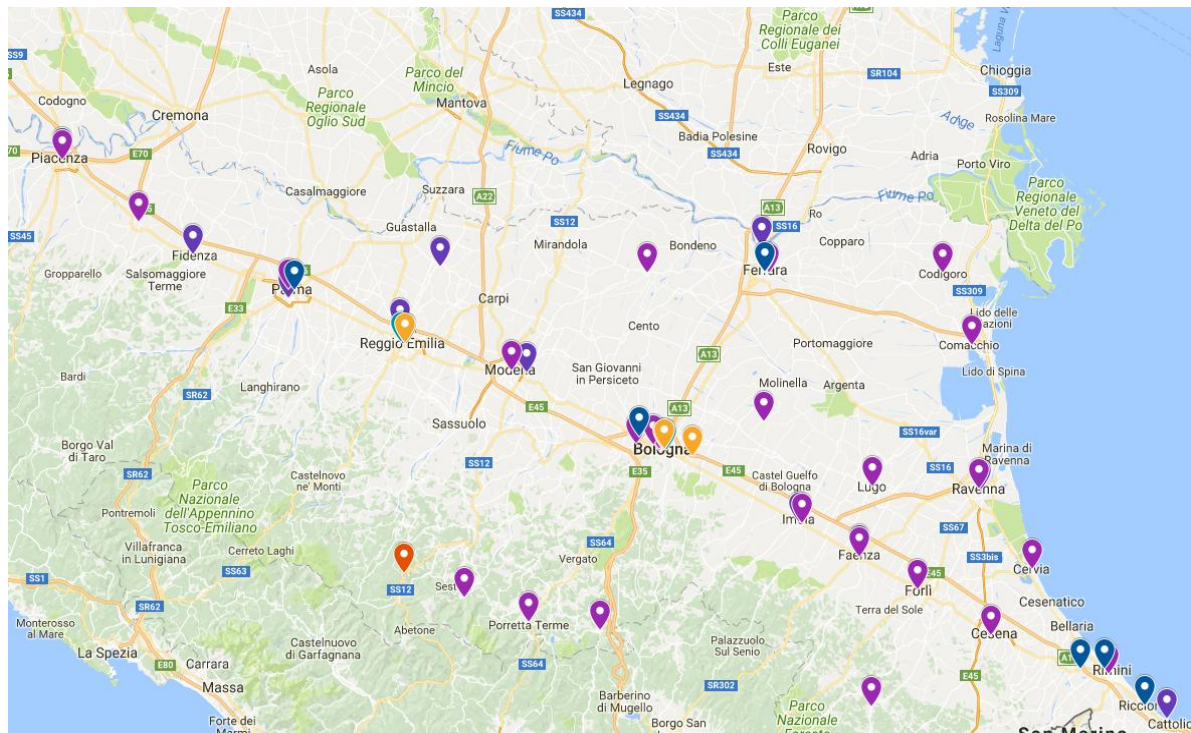 SS434
Parco
Regionale dei
Colli Euganei
Laguna V
SS9
Asola
Parco del
Mincio
Este
SR104
Chioggia
SS309
Legnago
Codogno
Parco
Regionale
Oglio Sud
Mantova
Cremona
SS434
Adige
Rosolina Mare
Badia Polesine
Rovigo
SS434
Adria
Porto Viro
70
Piacenza
E70
Fiume Po
Casalmaggiore
Suzzara
A22
Fiume Po
Parco
Regionale
Veneto del
Delta del Po
A13
Ro
SS16
SS12
Guastalla
SS45
Mirandola
Bondeno
Copparo
Fidenza
Gropparello
Salsomaggiore
Terme
Ferrara
Codigoro
Parma
SS309
Carpi
E33
Lido delle
Cento
Reggio Emilia
Portomaggiore
Comacchio
A13
Modena
San Giovanni
in Persiceto
Lido di Spina
Bardi
Langhirano
Molinella
Argenta
SR62
E45
A13
Sassuolo
SS16var
Borgo Val
di Taro
Bologna
Marina di
Ravenna
SS12
E35
E45
SS16
SR62
Castelnovo
ne' Monti
Castel Guelfo
di Bologna
Lugo
Ravenna
Parco
Nazionale
dell'Appennino
Tosco-Emiliano
Pontremoli
Imola
SS67
SS64
Villafranca
in Lunigiana
Cerreto Laghi
Vergato
Faenza
SS3bis
Cervia
SS1
SS63
SS12
E45
Forlì
SR62
Cesenatico
Terra del Sole
Monterosso
al Mare
Abetone
Porretta Terme
Bellaria
Cesena
Castelnuovo
di Garfagnana
Palazzuolo
Sul Senio
La Spezia
E80
Carrara
SS64
Rimini
E45
Massa
SR302
Barberino
di Mugello
Parco
Nazionale
Forte dei
Borgo San
San Marino